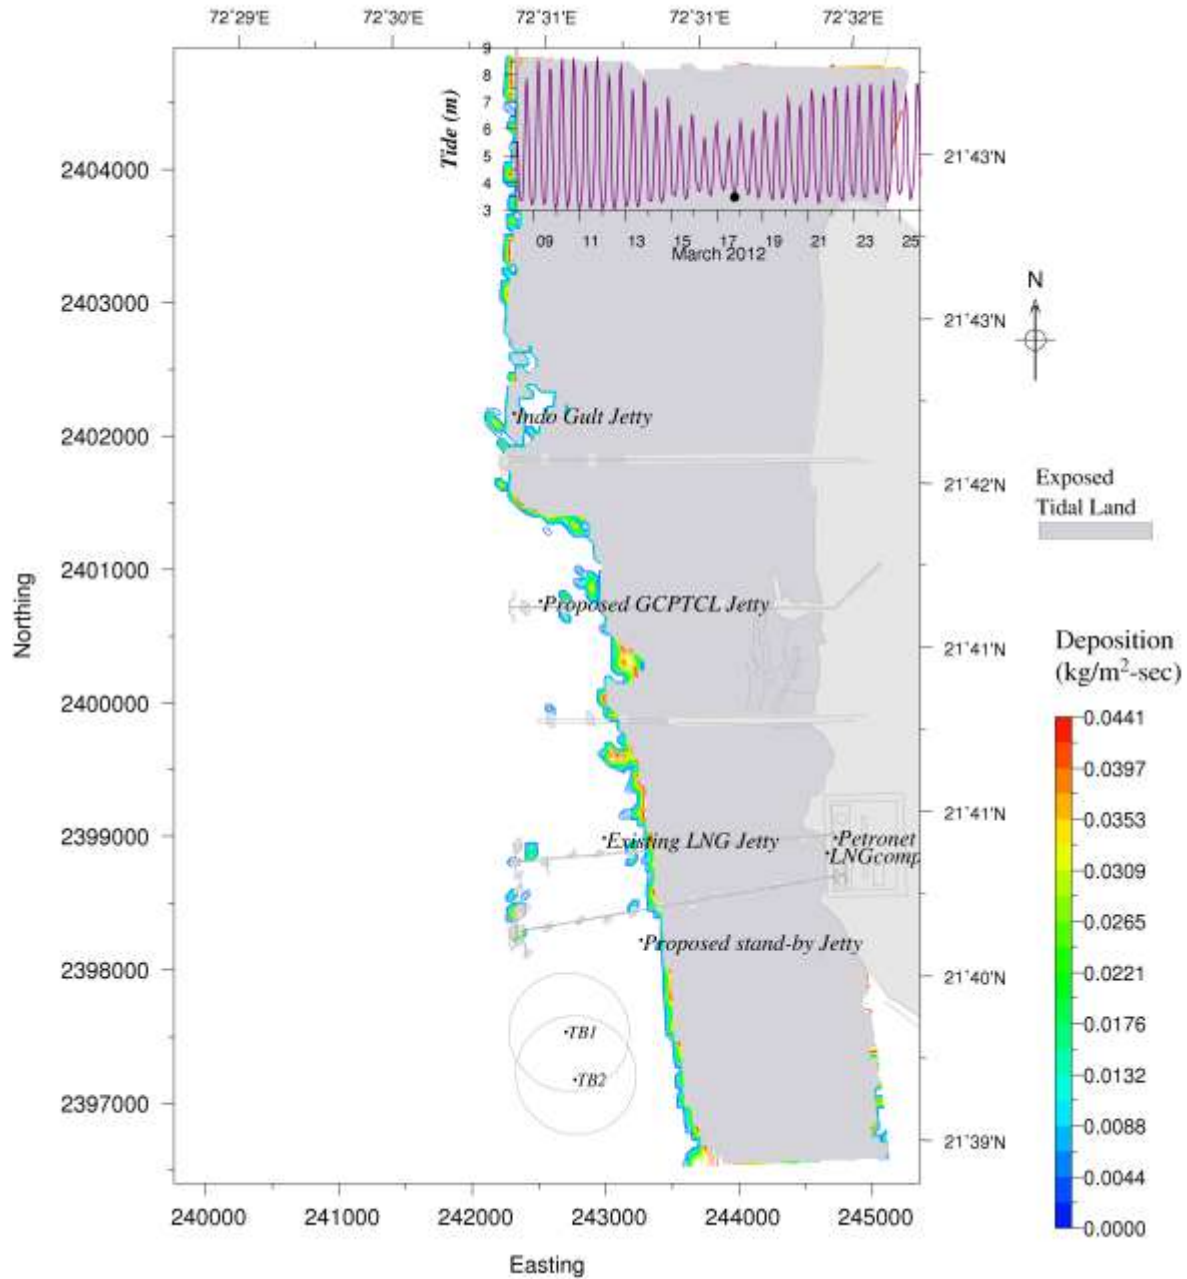 72°29'E 72°30'E 72°31'E 72°31'E 72°32'E
9
8
7
6
5
4
3
Tide (m)
09 11 13 15 17 19 21 23 25
March 2012
2404000
2403000
2402000
2401000
2400000
2399000
2398000
2397000
Northing
21°43'N
21°43'N
21°42'N
21°41'N
21°41'N
21°40'N
21°39'N
N
Indo Gult Jetty
Proposed GCPTCL Jetty
Existing LNG Jetty
Petronet
LNGcomp
Proposed stand-by Jetty
TB1
TB2
Exposed
Tidal Land
Deposition
(kg/m²-sec)
0.0441
0.0397
0.0353
0.0309
0.0265
0.0221
0.0176
0.0132
0.0088
0.0044
0.0000
240000 241000 242000 243000 244000 245000
Easting